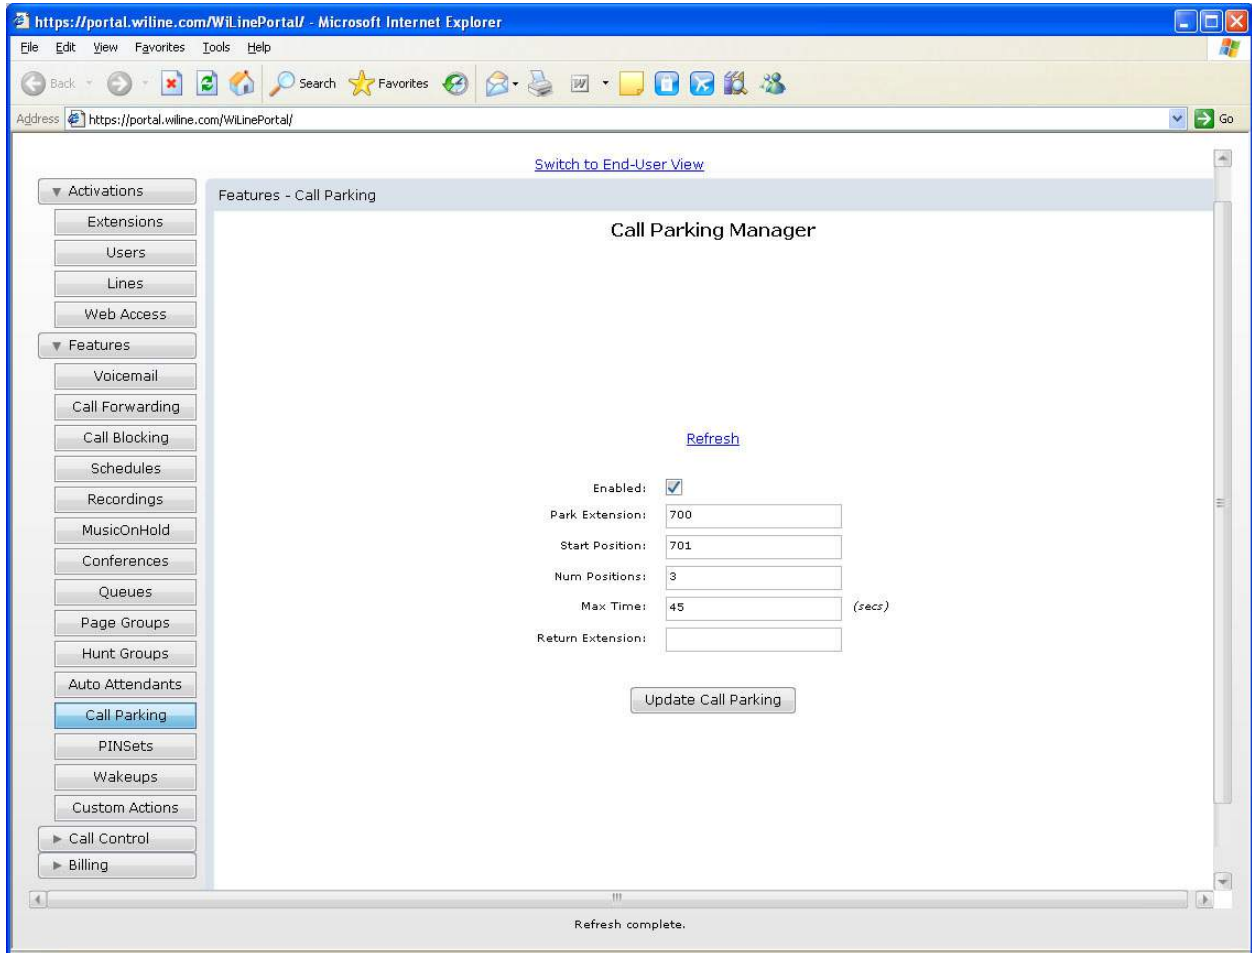 https://portal.wiline.com/WiLinePortal/ - Microsoft Internet Explorer
File Edit View Favorites Tools Help
Back Search Favorites
Address https://portal.wiline.com/WiLinePortal/ Go
Switch to End-User View
Activations
Extensions
Users
Lines
Web Access
Features
Voicemail
Call Forwarding
Call Blocking
Schedules
Recordings
MusicOnHold
Conferences
Queues
Page Groups
Hunt Groups
Auto Attendants
Call Parking
PINSets
Wakeups
Custom Actions
Call Control
Billing
Features - Call Parking
Call Parking Manager
Refresh
Enabled:
Park Extension: 700
Start Position: 701
Num Positions: 3
Max Time: 45 (secs)
Return Extension:
Update Call Parking
Refresh complete.